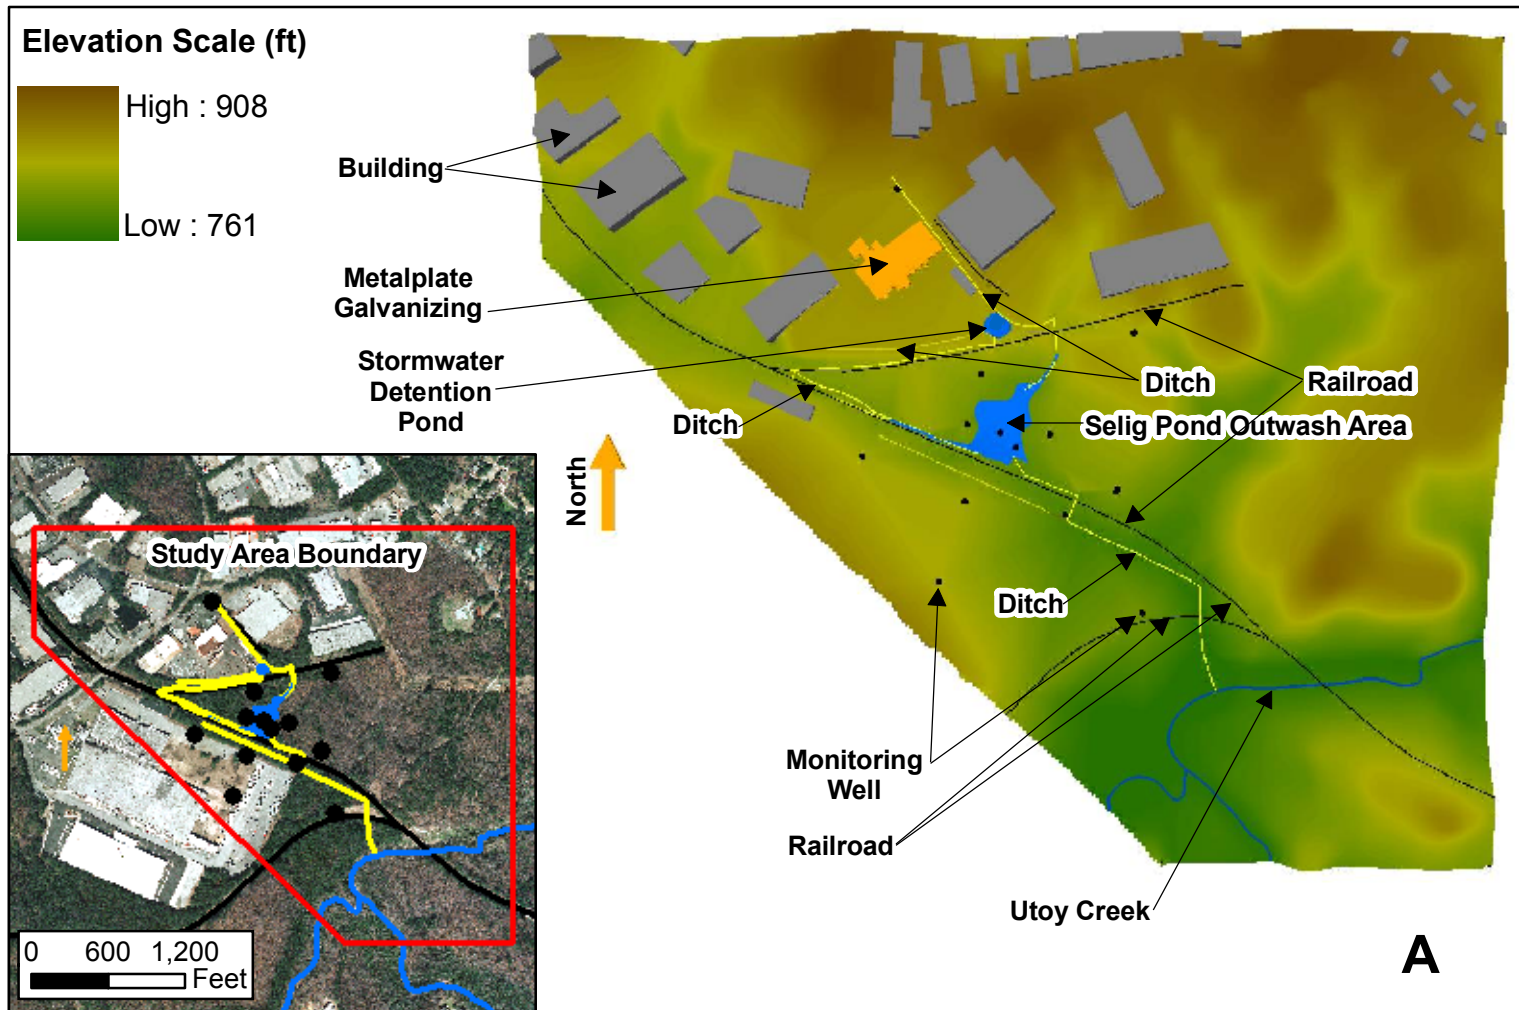 Elevation Scale (ft)
High : 908
Low : 761
Building
Metalplate
Galvanizing
Stormwater
Detention
Pond
Ditch
Ditch
Railroad
Selig Pond Outwash Area
North
Study Area Boundary
Ditch
Monitoring
Well
Railroad
Utoy Creek
0 600 1,200
Feet
A